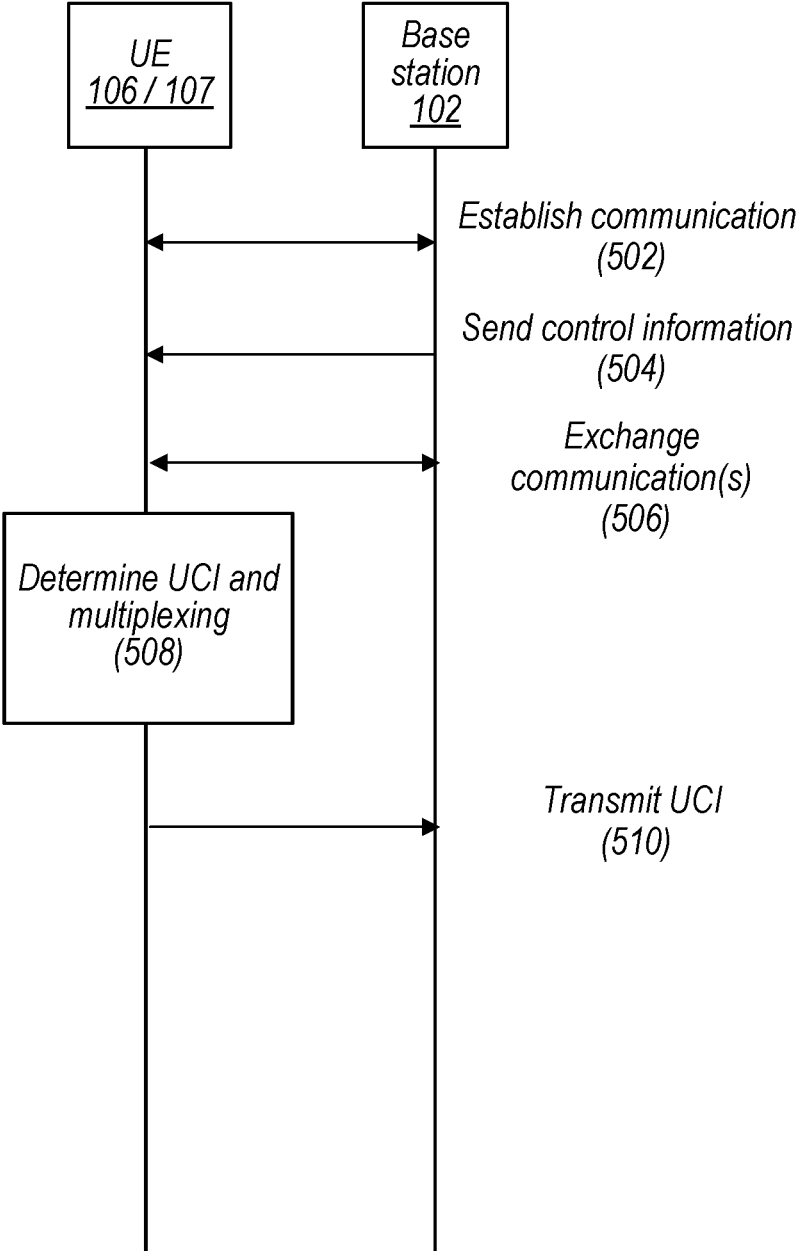 UE
106 / 107
Base
station
102
Establish communication
(502)
Send control information
(504)
Exchange
communication(s)
(506)
Determine UCI and
multiplexing
(508)
Transmit UCI
(510)